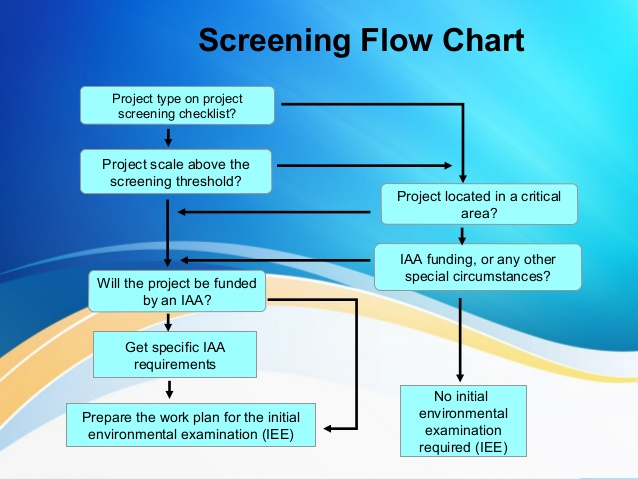 Screening Flow Chart
Project type on project
screening checklist?
Project scale above the
screening threshold?
Project located in a critical
area?
IAA funding, or any other
special circumstances?
Will the project be funded
by an IAA?
Get specific IAA
requirements
Prepare the work plan for the initial
environmental examination (IEE)
No initial
environmental
examination
required (IEE)